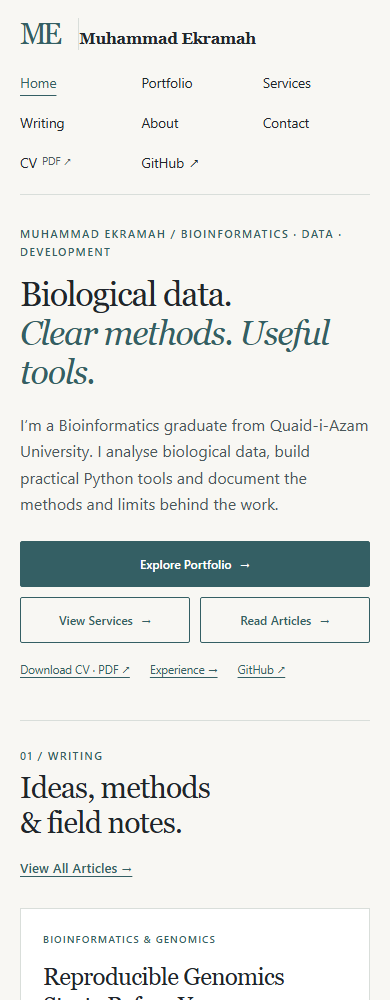 ME Muhammad Ekramah
Home Portfolio Services
Writing About Contact
CV PDF ↗ GitHub ↗
MUHAMMAD EKRAMAH / BIOINFORMATICS · DATA ·
DEVELOPMENT
Biological data.
Clear methods. Useful
tools.
I’m a Bioinformatics graduate from Quaid-i-Azam
University. I analyse biological data, build
practical Python tools and document the
methods and limits behind the work.
Explore Portfolio →
View Services → Read Articles →
Download CV · PDF ↗ Experience → GitHub ↗
01 / WRITING
Ideas, methods
& field notes.
View All Articles →
BIOINFORMATICS & GENOMICS
Reproducible Genomics